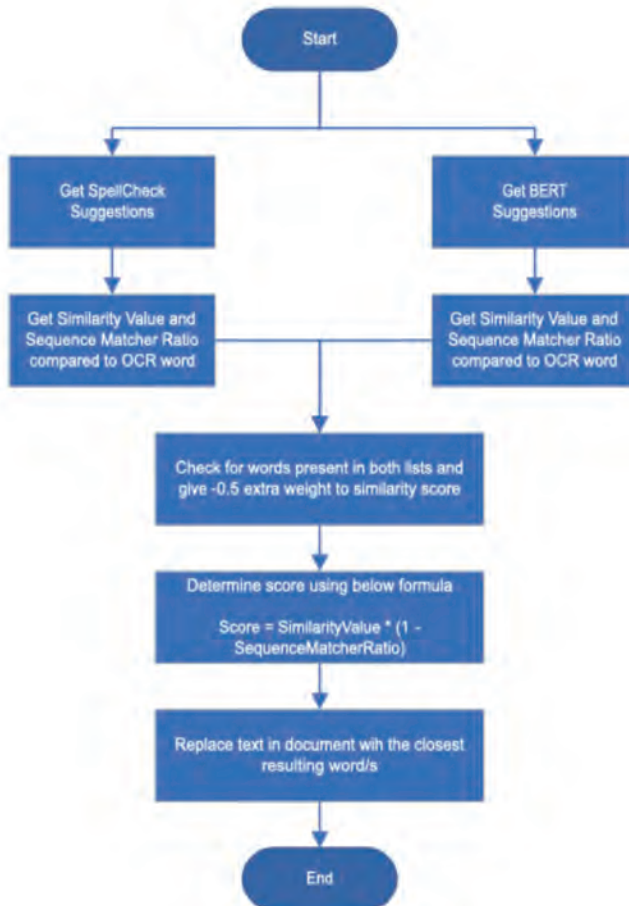 Start
Get SpellCheck
Suggestions
Get BERT
Suggestions
Get Similarity Value and
Sequence Matcher Ratio
compared to OCR word
Get Similarity Value and
Sequence Matcher Ratio
compared to OCR word
Check for words present in both lists and
give -0.5 extra weight to similarity score
Determine score using below formula
Score = SimilarityValue * (1 -
SequenceMatcherRatio)
Replace text in document wih the closest
resulting word/s
End